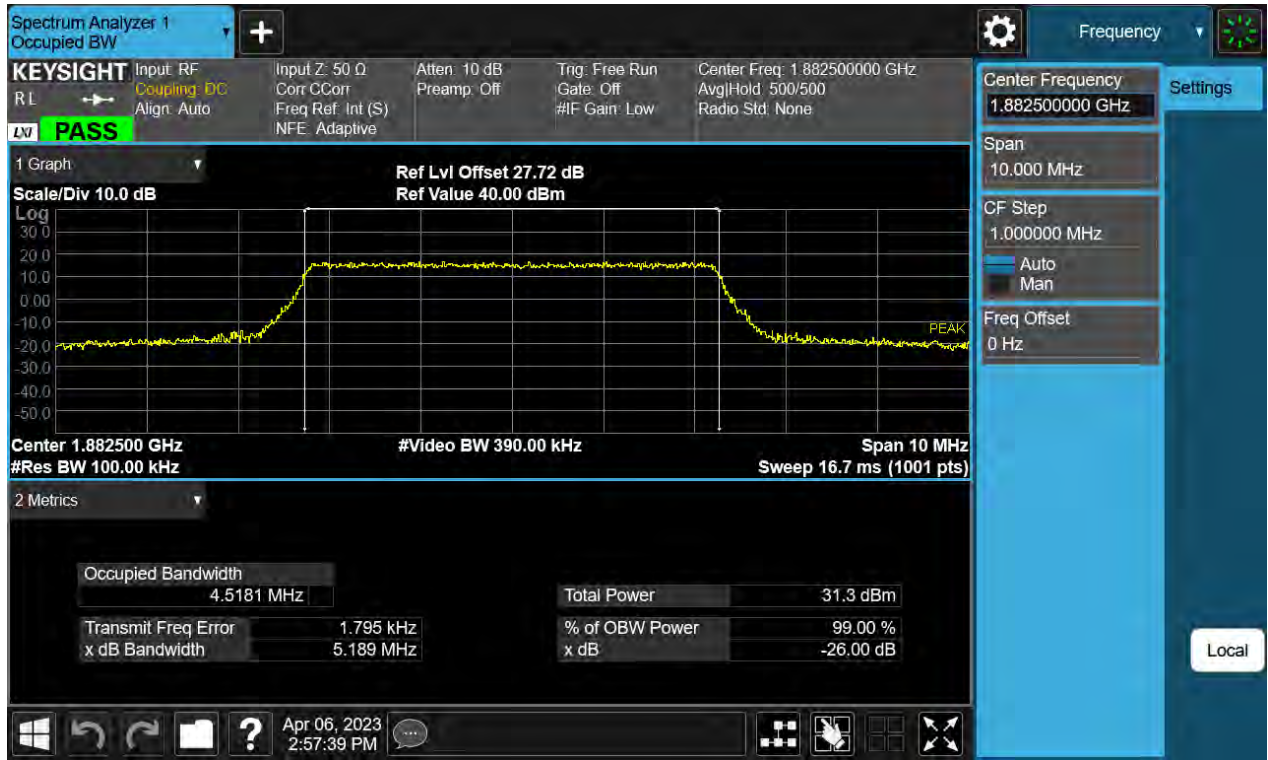 Spectrum Analyzer 1
Occupied BW
+
Frequency
KEYSIGHT
RL
LXI
PASS
Input: RF
Coupling: DC
Align: Auto
Input Z: 50 Ω
Corr CCorr
Freq Ref: Int (S)
NFE: Adaptive
Atten: 10 dB
Preamp: Off
Trig: Free Run
Gate: Off
#IF Gain: Low
Center Freq: 1.882500000 GHz
Avg|Hold: 500/500
Radio Std: None
1 Graph
Scale/Div 10.0 dB
Ref Lvl Offset 27.72 dB
Ref Value 40.00 dBm
Log
30.0
20.0
10.0
0.00
-10.0
-20.0
-30.0
-40.0
-50.0
PEAK
Center 1.882500 GHz
#Video BW 390.00 kHz
Span 10 MHz
#Res BW 100.00 kHz
Sweep 16.7 ms (1001 pts)
2 Metrics
Occupied Bandwidth
4.5181 MHz
Total Power 31.3 dBm
Transmit Freq Error 1.795 kHz
% of OBW Power 99.00 %
x dB Bandwidth 5.189 MHz
x dB -26.00 dB
?
Apr 06, 2023
2:57:39 PM
Center Frequency
1.882500000 GHz
Settings
Span
10.000 MHz
CF Step
1.000000 MHz
Auto
Man
Freq Offset
0 Hz
Local